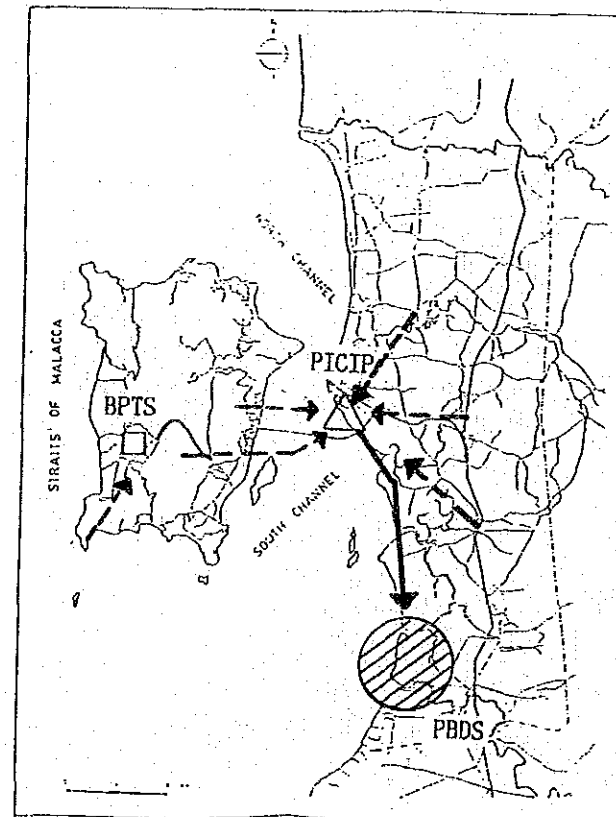 NORTH CHANNEL
PICIP
BPTS
STRAITS OF MALACCA
SOUTH CHANNEL
PBDS